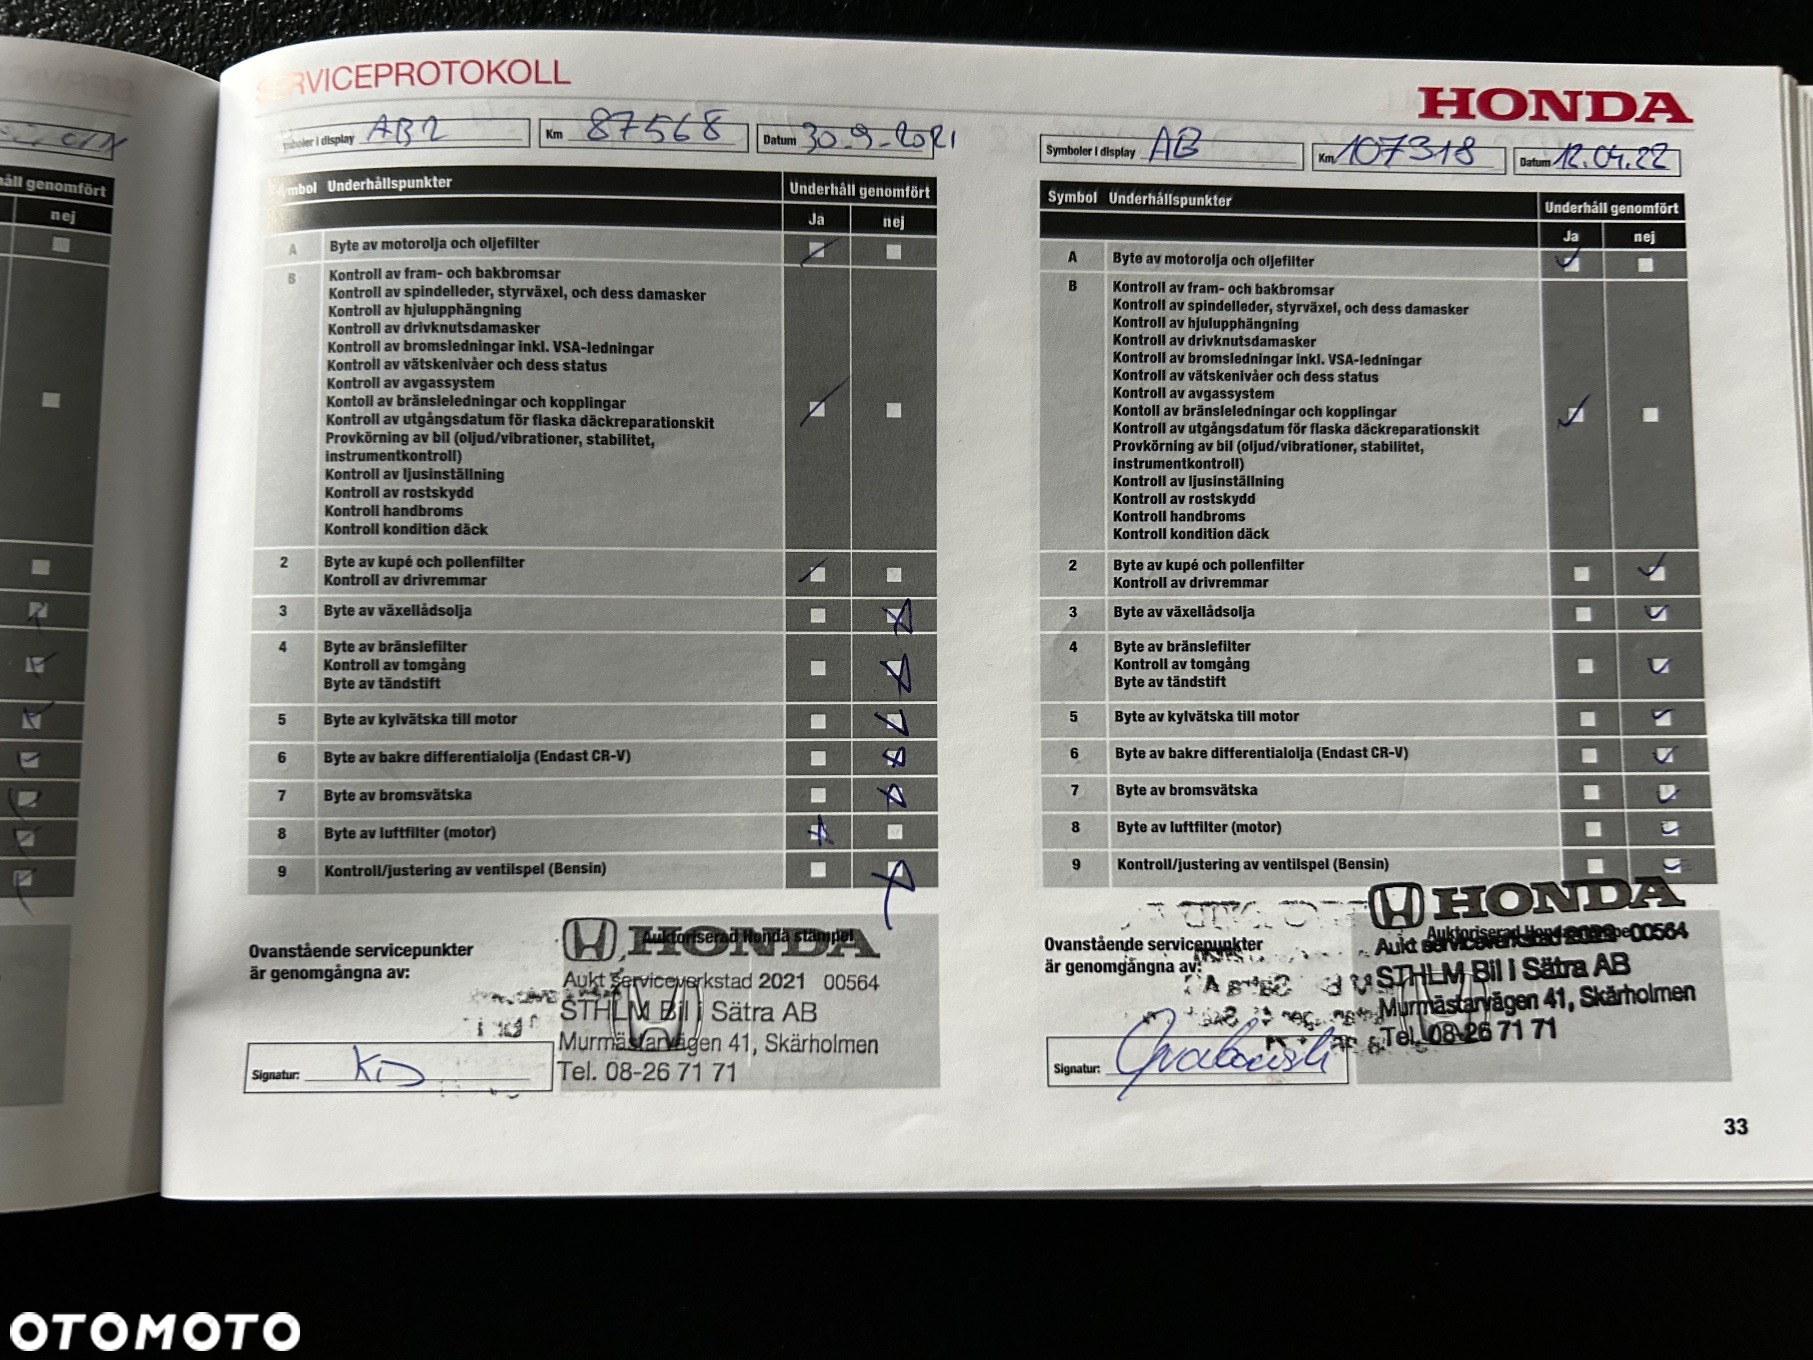 SERVICEPROTOKOLL
HONDA
åll genomfört
nej
Symboler i display AB2 Km 87568 Datum 30-9-2021
Symbol Underhållspunkter Underhåll genomfört
Ja nej
A Byte av motorolja och oljefilter
B Kontroll av fram- och bakbromsar
Kontroll av spindelleder, styrväxel, och dess damasker
Kontroll av hjulupphängning
Kontroll av drivknutsdamasker
Kontroll av bromsledningar inkl. VSA-ledningar
Kontroll av vätskenivåer och dess status
Kontroll av avgassystem
Kontoll av bränsleledningar och kopplingar
Kontroll av utgångsdatum för flaska däckreparationskit
Provkörning av bil (oljud/vibrationer, stabilitet,
instrumentkontroll)
Kontroll av ljusinställning
Kontroll av rostskydd
Kontroll handbroms
Kontroll kondition däck
2 Byte av kupé och pollenfilter
Kontroll av drivremmar
3 Byte av växellådsolja
4 Byte av bränslefilter
Kontroll av tomgång
Byte av tändstift
5 Byte av kylvätska till motor
6 Byte av bakre differentialolja (Endast CR-V)
7 Byte av bromsvätska
8 Byte av luftfilter (motor)
9 Kontroll/justering av ventilspel (Bensin)
Ovanstående servicepunkter
är genomgångna av:
Signatur: KD
Auktoriserad Honda stämpel
HONDA
Aukt Serviceverkstad 2021 00564
STHLM Bil i Sätra AB
Murmästarvägen 41, Skärholmen
Tel. 08-26 71 71
Symboler i display AB Km 107318 Datum 12.04.22
Symbol Underhållspunkter Underhåll genomfört
Ja nej
A Byte av motorolja och oljefilter
B Kontroll av fram- och bakbromsar
Kontroll av spindelleder, styrväxel, och dess damasker
Kontroll av hjulupphängning
Kontroll av drivknutsdamasker
Kontroll av bromsledningar inkl. VSA-ledningar
Kontroll av vätskenivåer och dess status
Kontroll av avgassystem
Kontoll av bränsleledningar och kopplingar
Kontroll av utgångsdatum för flaska däckreparationskit
Provkörning av bil (oljud/vibrationer, stabilitet,
instrumentkontroll)
Kontroll av ljusinställning
Kontroll av rostskydd
Kontroll handbroms
Kontroll kondition däck
2 Byte av kupé och pollenfilter
Kontroll av drivremmar
3 Byte av växellådsolja
4 Byte av bränslefilter
Kontroll av tomgång
Byte av tändstift
5 Byte av kylvätska till motor
6 Byte av bakre differentialolja (Endast CR-V)
7 Byte av bromsvätska
8 Byte av luftfilter (motor)
9 Kontroll/justering av ventilspel (Bensin)
Ovanstående servicepunkter
är genomgångna av:
Signatur:
HONDA
Aukt serviceverkstad 00564
STHLM Bil I Sätra AB
Murmästarvägen 41, Skärholmen
Tel. 08-26 71 71
33
OTOMOTO